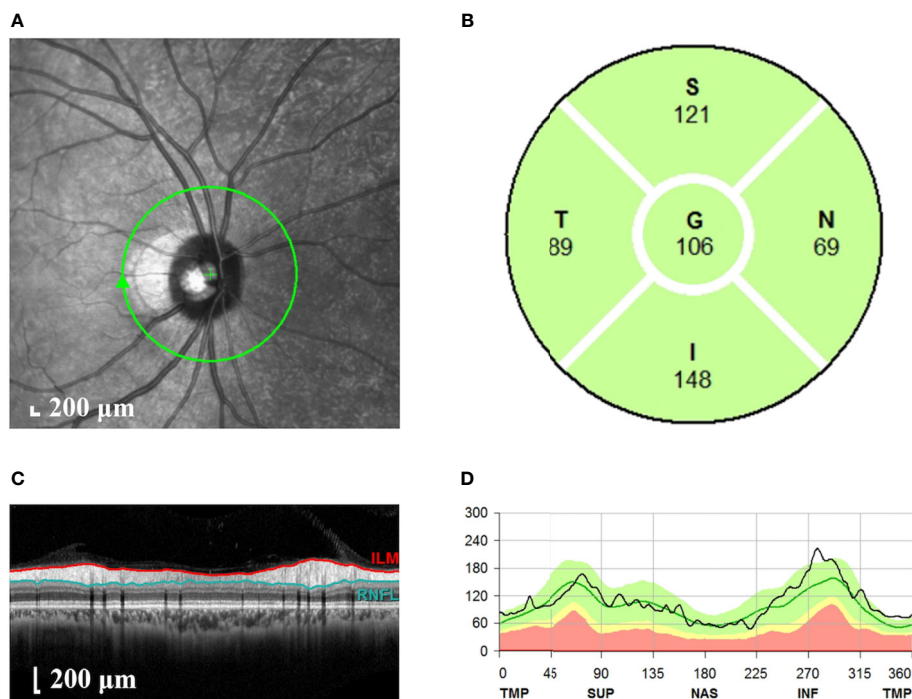 A
200 µm
B
S
121
T
89
G
106
N
69
I
148
C
ILM
RNFL
200 µm
D
300
240
180
120
60
0
0 45 90 135 180 225 270 315 360
TMP SUP NAS INF TMP